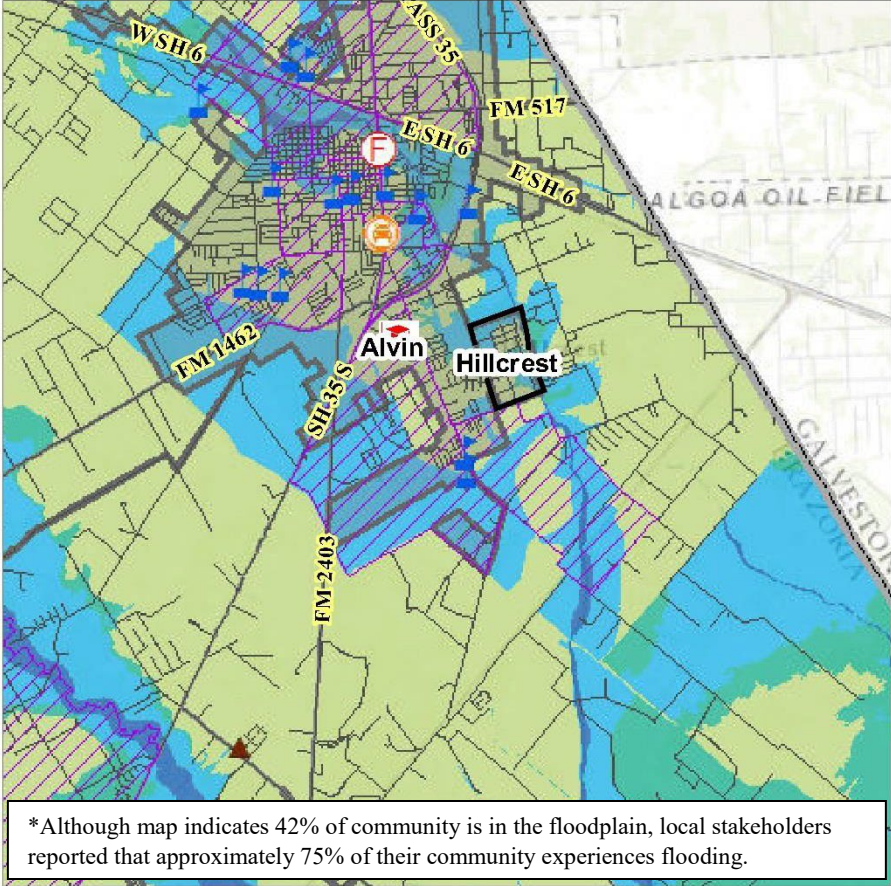 ASS 35
W SH 6
FM 517
E SH 6
F
E SH 6
ALGOA OIL FIEL
FM 1462
Alvin
Hillcrest
SH 35 S
GALVESTON
BRAZORIA
FM 2403
*Although map indicates 42% of community is in the floodplain, local stakeholders
reported that approximately 75% of their community experiences flooding.